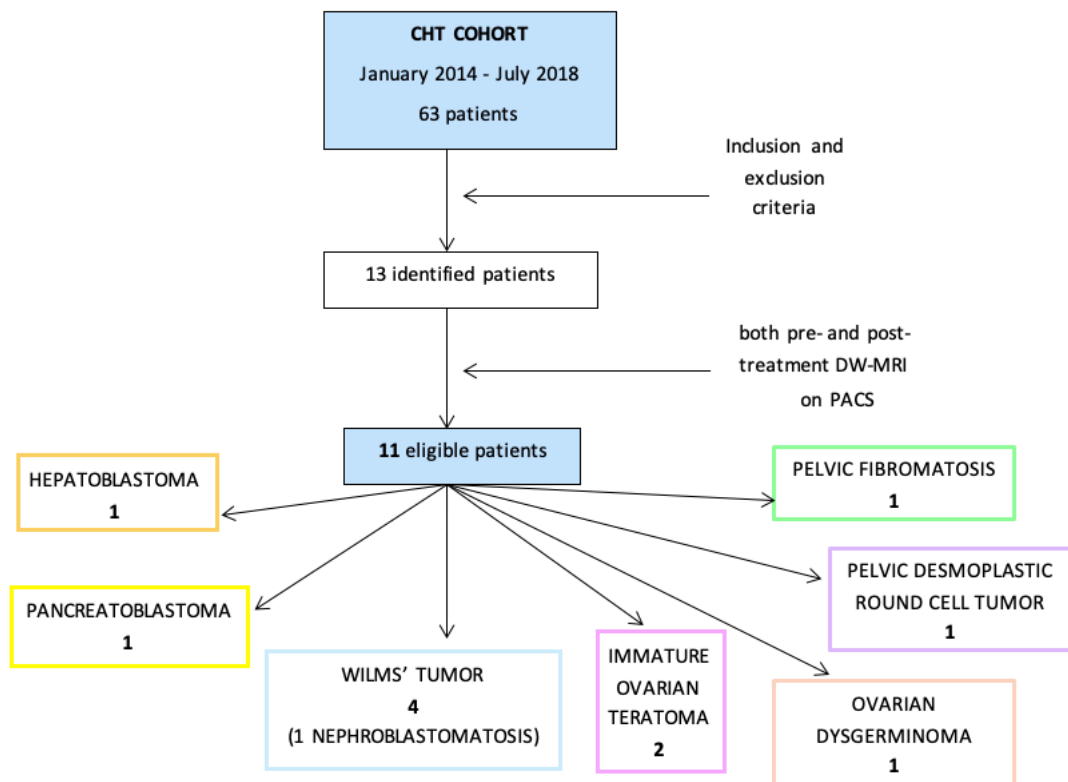 CHT COHORT
January 2014 - July 2018
63 patients
Inclusion and
exclusion
criteria
13 identified patients
both pre- and post-
treatment DW-MRI
on PACS
11 eligible patients
HEPATOBLASTOMA
1
PELVIC FIBROMATOSIS
1
PANCREATOBLASTOMA
1
PELVIC DESMOPLASTIC
ROUND CELL TUMOR
1
WILMS' TUMOR
4
(1 NEPHROBLASTOMATOSIS)
IMMATURE
OVARIAN
TERATOMA
2
OVARIAN
DYSGERMINOMA
1